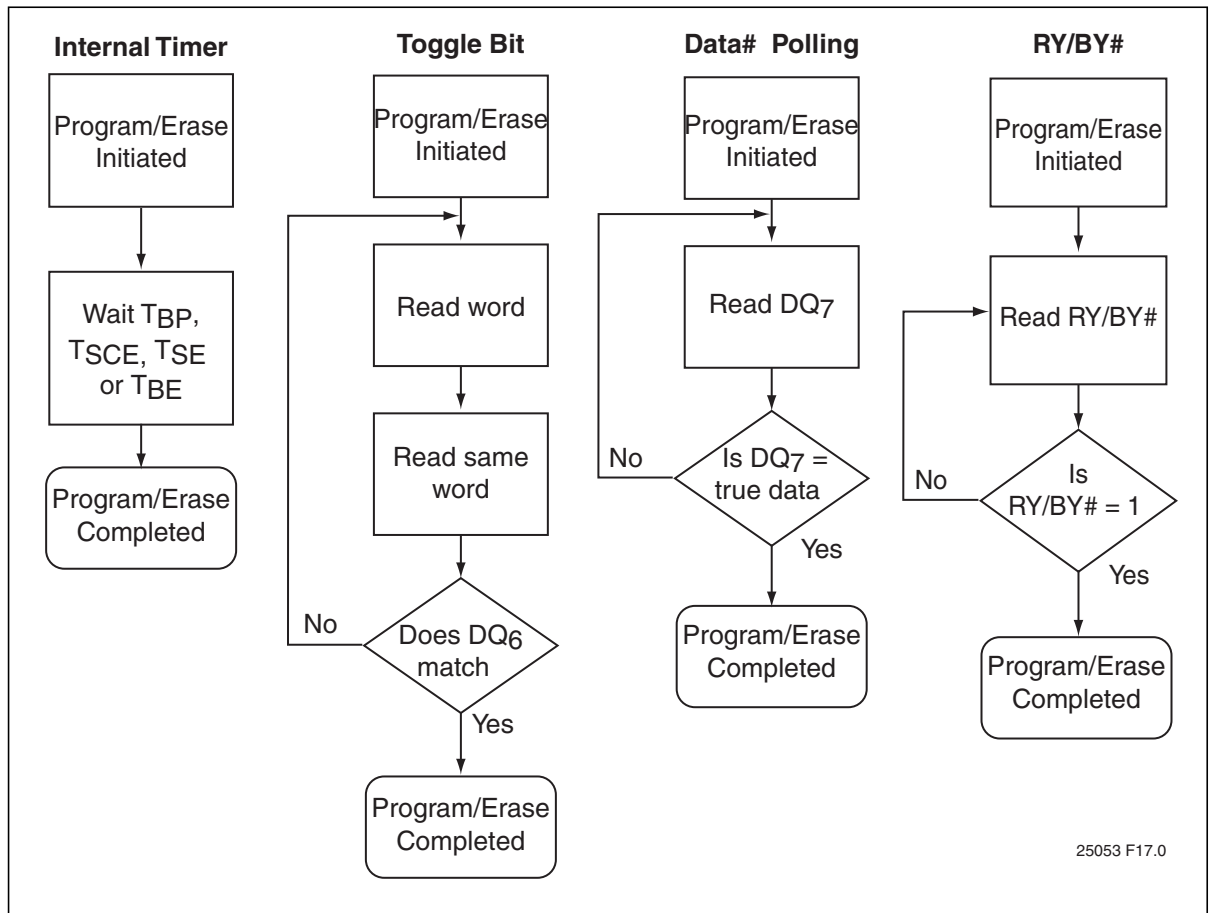 Internal Timer
Program/Erase
Initiated
Wait TBP,
TSCE, TSE
or TBE
Program/Erase
Completed
Toggle Bit
Program/Erase
Initiated
Read word
Read same
word
Does DQ6
match
No
Yes
Program/Erase
Completed
Data# Polling
Program/Erase
Initiated
Read DQ7
Is DQ7 =
true data
No
Yes
Program/Erase
Completed
RY/BY#
Program/Erase
Initiated
Read RY/BY#
Is
RY/BY# = 1
No
Yes
Program/Erase
Completed
25053 F17.0